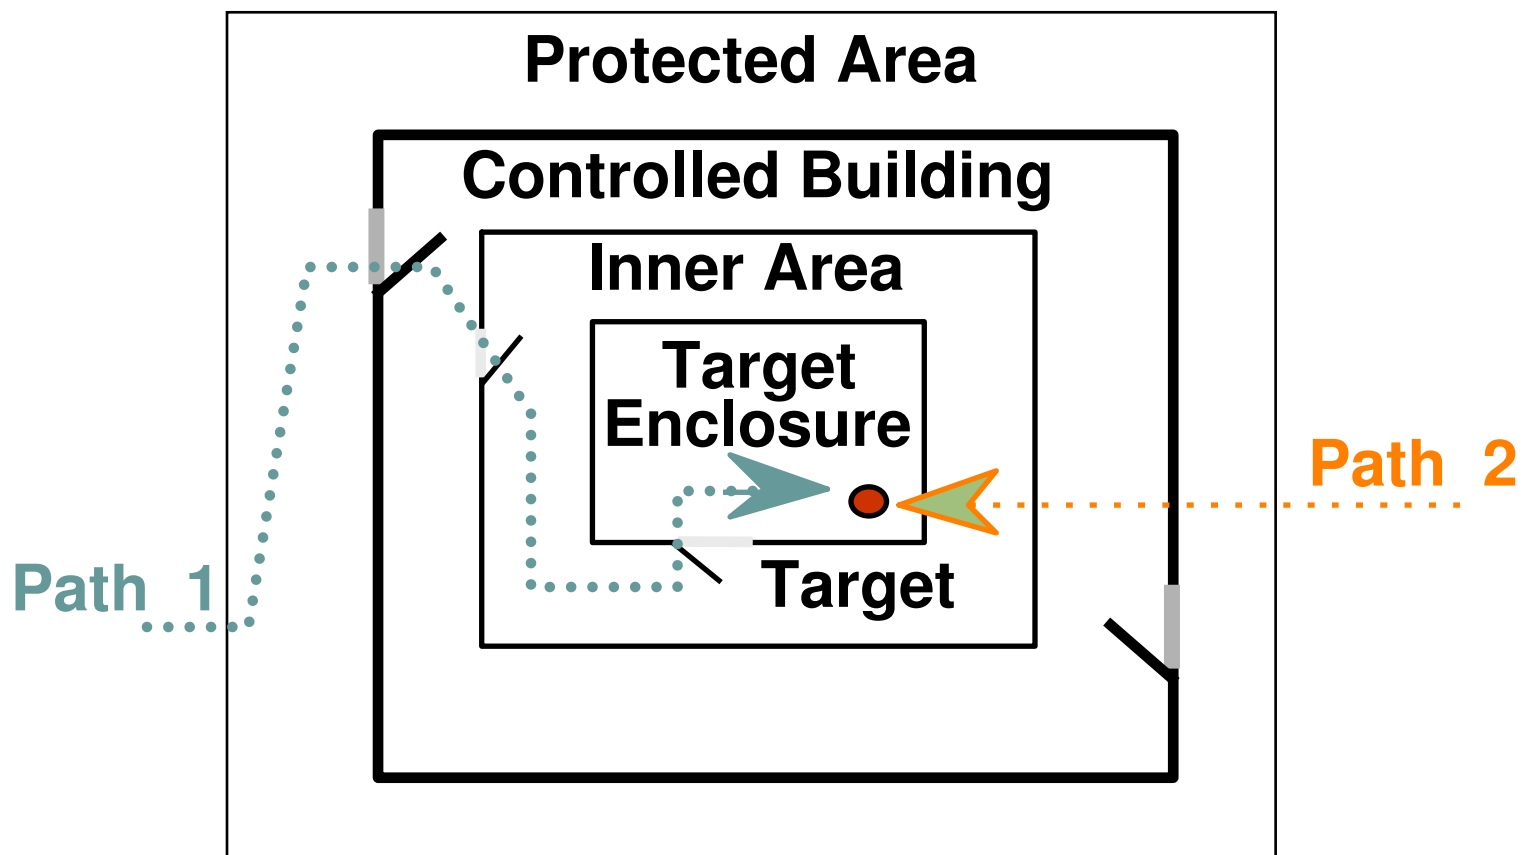 Protected Area
Controlled Building
Inner Area
Target
Enclosure
Path 2
Path 1
Target